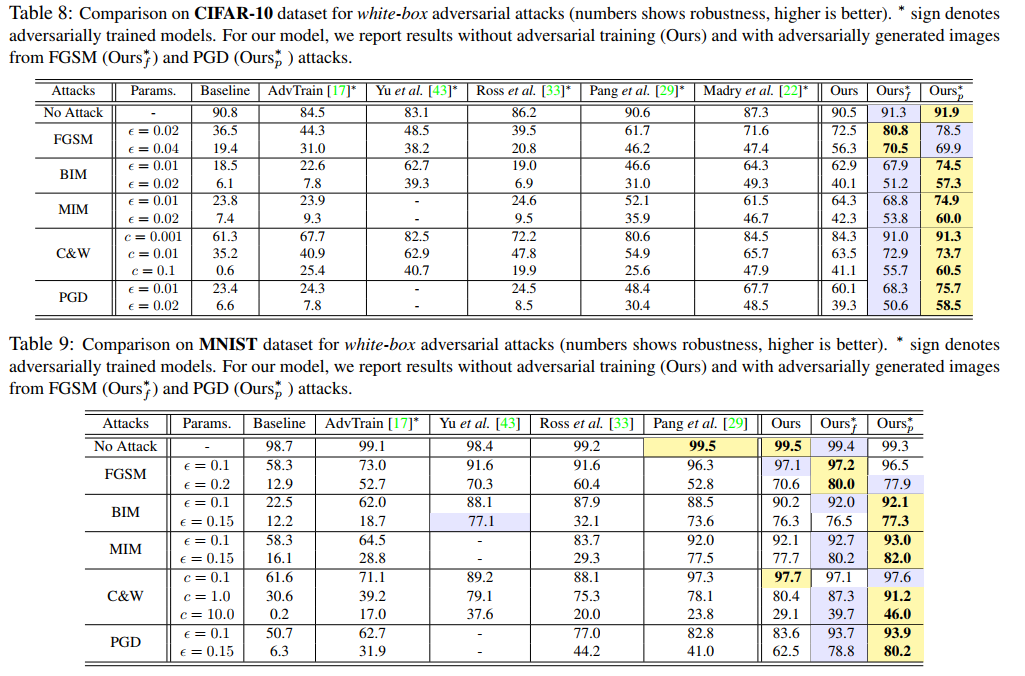 Table 8: Comparison on CIFAR-10 dataset for white-box adversarial attacks (numbers shows robustness, higher is better). * sign denotes
adversarially trained models. For our model, we report results without adversarial training (Ours) and with adversarially generated images
from FGSM (Ours*f) and PGD (Ours*p ) attacks.
Attacks Params. Baseline AdvTrain [17]* Yu et al. [43]* Ross et al. [33]* Pang et al. [29]* Madry et al. [22]* Ours Ours*f Ours*p
No Attack - 90.8 84.5 83.1 86.2 90.6 87.3 90.5 91.3 91.9
FGSM ϵ = 0.02 36.5 44.3 48.5 39.5 61.7 71.6 72.5 80.8 78.5
ϵ = 0.04 19.4 31.0 38.2 20.8 46.2 47.4 56.3 70.5 69.9
BIM ϵ = 0.01 18.5 22.6 62.7 19.0 46.6 64.3 62.9 67.9 74.5
ϵ = 0.02 6.1 7.8 39.3 6.9 31.0 49.3 40.1 51.2 57.3
MIM ϵ = 0.01 23.8 23.9 - 24.6 52.1 61.5 64.3 68.8 74.9
ϵ = 0.02 7.4 9.3 - 9.5 35.9 46.7 42.3 53.8 60.0
C&W c = 0.001 61.3 67.7 82.5 72.2 80.6 84.5 84.3 91.0 91.3
c = 0.01 35.2 40.9 62.9 47.8 54.9 65.7 63.5 72.9 73.7
c = 0.1 0.6 25.4 40.7 19.9 25.6 47.9 41.1 55.7 60.5
PGD ϵ = 0.01 23.4 24.3 - 24.5 48.4 67.7 60.1 68.3 75.7
ϵ = 0.02 6.6 7.8 - 8.5 30.4 48.5 39.3 50.6 58.5
Table 9: Comparison on MNIST dataset for white-box adversarial attacks (numbers shows robustness, higher is better). * sign denotes
adversarially trained models. For our model, we report results without adversarial training (Ours) and with adversarially generated images
from FGSM (Ours*f) and PGD (Ours*p ) attacks.
Attacks Params. Baseline AdvTrain [17]* Yu et al. [43] Ross et al. [33] Pang et al. [29] Ours Ours*f Ours*p
No Attack - 98.7 99.1 98.4 99.2 99.5 99.5 99.4 99.3
FGSM ϵ = 0.1 58.3 73.0 91.6 91.6 96.3 97.1 97.2 96.5
ϵ = 0.2 12.9 52.7 70.3 60.4 52.8 70.6 80.0 77.9
BIM ϵ = 0.1 22.5 62.0 88.1 87.9 88.5 90.2 92.0 92.1
ϵ = 0.15 12.2 18.7 77.1 32.1 73.6 76.3 76.5 77.3
MIM ϵ = 0.1 58.3 64.5 - 83.7 92.0 92.1 92.7 93.0
ϵ = 0.15 16.1 28.8 - 29.3 77.5 77.7 80.2 82.0
C&W c = 0.1 61.6 71.1 89.2 88.1 97.3 97.7 97.1 97.6
c = 1.0 30.6 39.2 79.1 75.3 78.1 80.4 87.3 91.2
c = 10.0 0.2 17.0 37.6 20.0 23.8 29.1 39.7 46.0
PGD ϵ = 0.1 50.7 62.7 - 77.0 82.8 83.6 93.7 93.9
ϵ = 0.15 6.3 31.9 - 44.2 41.0 62.5 78.8 80.2